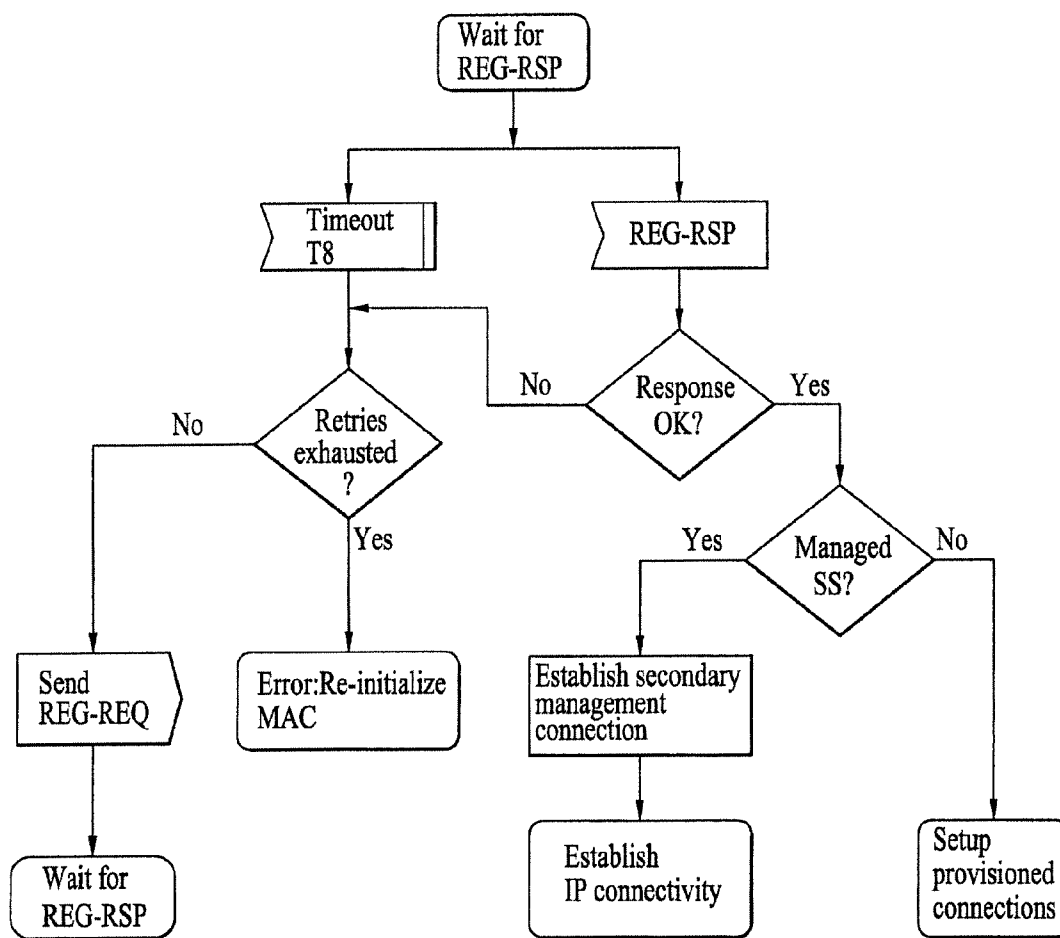 Wait for
REG-RSP
Timeout
T8
REG-RSP
No
Response
OK?
Yes
No
Retries
exhausted
?
Yes
Yes
Managed
SS?
No
Send
REG-REQ
Error:Re-initialize
MAC
Establish secondary
management
connection
Wait for
REG-RSP
Establish
IP connectivity
Setup
provisioned
connections